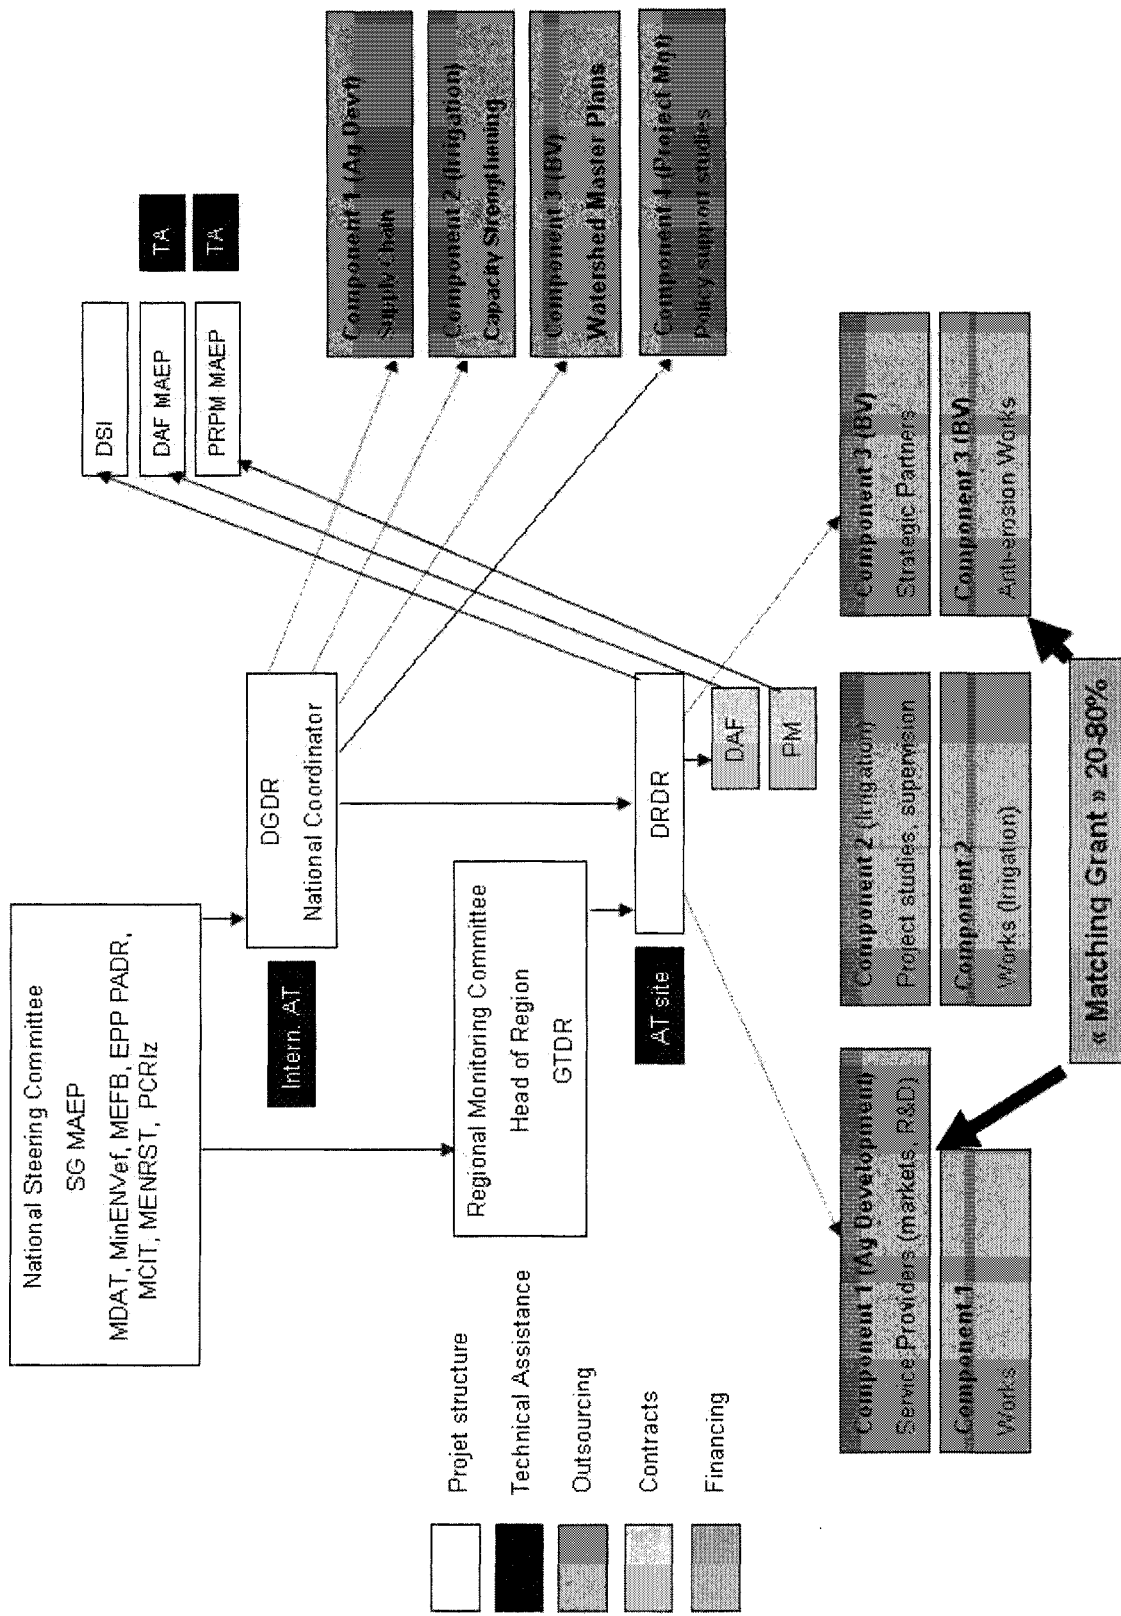 National Steering Committee
SG MAEP
MDAT, MinENVef, MEFB, EPP PADR,
MCIT, MENRST, PCRIz
Intern. AT
DGDR
National Coordinator
DSI
DAF MAEP
PRPM MAEP
TA
TA
Regional Monitoring Committee
Head of Region
GTDR
AT site
DRDR
DAF
PM
Component 1 (Ag Devt)
Supply Chain
Component 2 (Irrigation)
Capacity Strengthening
Component 3 (BV)
Watershed Master Plans
Component 4 (Project Mgt)
Policy support studies
Projet structure
Technical Assistance
Outsourcing
Contracts
Financing
Component 1 (Ag Development)
Service Providers (markets, R&D)
Component 1
Works
Component 2 (Irrigation)
Project studies, supervision
Component 2
Works (Irrigation)
Component 3 (BV)
Strategic Partners
Component 3 (BV)
Anti-erosion Works
« Matching Grant » 20-80%